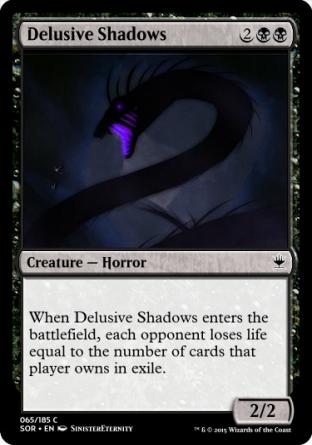 Delusive Shadows 2
Creature — Horror
When Delusive Shadows enters the
battlefield, each opponent loses life
equal to the number of cards that
player owns in exile.
2/2
065/185 C
SOR • EN SinisterEternity
™ & © 2015 Wizards of the Coast